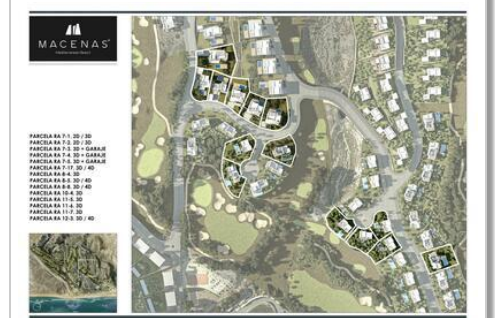 MACENAS
PARCELA RA 7-1, 2D / 3D
PARCELA RA 7-2, 2D / 3D
PARCELA RA 7-3, 3D + GARAJE
PARCELA RA 7-4, 3D + GARAJE
PARCELA RA 7-5, 3D + GARAJE
PARCELA RA 7-17, 3D / 4D
PARCELA RA 8-4, 3D
PARCELA RA 8-5, 3D / 4D
PARCELA RA 8-8, 3D / 4D
PARCELA RA 10-4, 3D
PARCELA RA 11-5, 3D
PARCELA RA 11-6, 3D
PARCELA RA 11-7, 3D
PARCELA RA 12-3, 3D / 4D